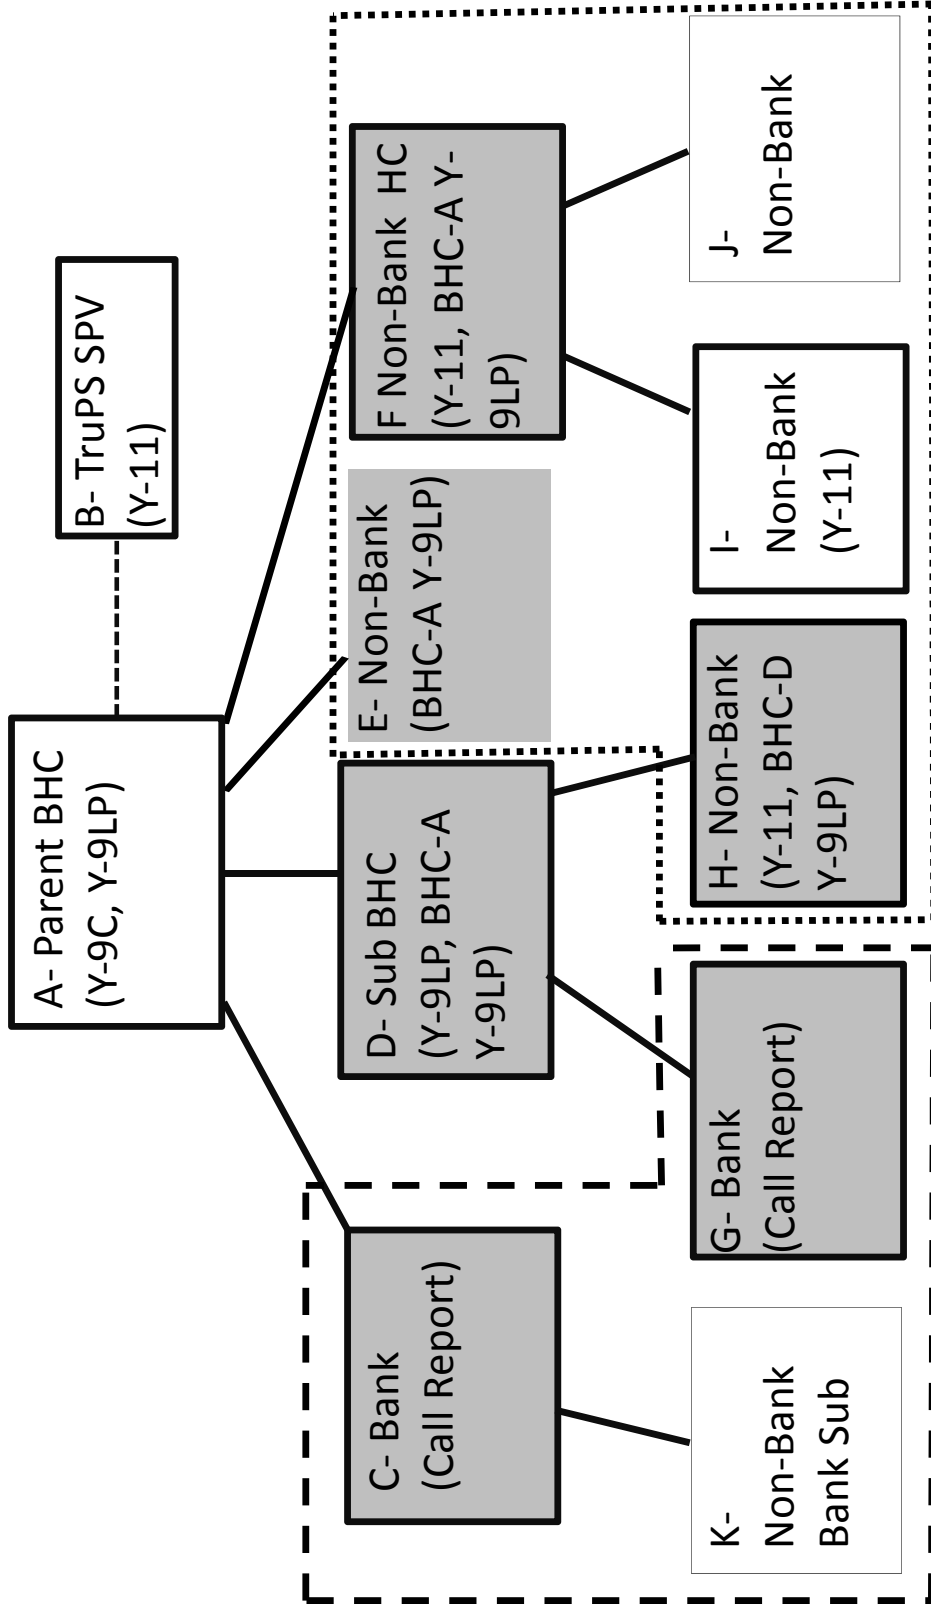 A- Parent BHC
(Y-9C, Y-9LP)
B- TruPS SPV
(Y-11)
C- Bank
(Call Report)
D- Sub BHC
(Y-9LP, BHC-A
Y-9LP)
E- Non-Bank
(BHC-A Y-9LP)
F Non-Bank HC
(Y-11, BHC-A Y-
9LP)
K-
Non-Bank
Bank Sub
G- Bank
(Call Report)
H- Non-Bank
(Y-11, BHC-D
Y-9LP)
I-
Non-Bank
(Y-11)
J-
Non-Bank